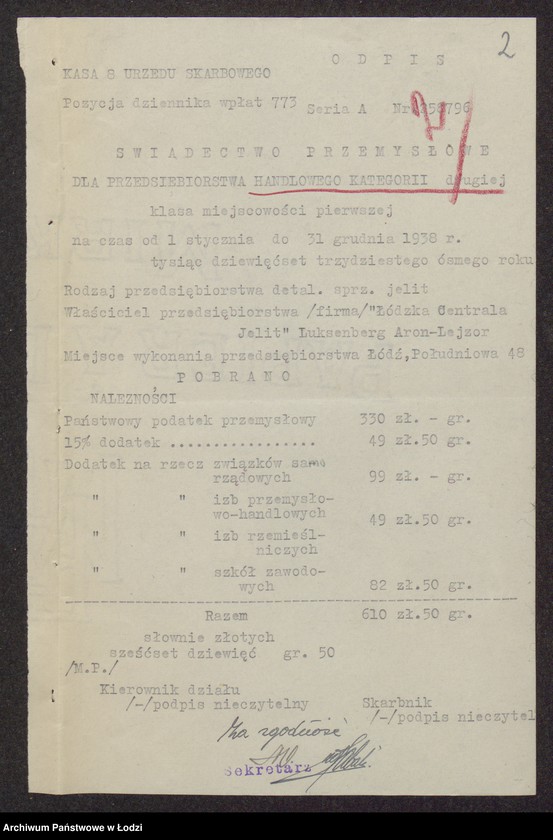 2
O D P I S
KASA 8 URZEDU SKARBOWEGO
Pozycja dziennika wpłat 773 Seria A Nr.258796
S W I A D E C T W O P R Z E M Y S Ł O W E
DLA PRZEDSIEBIORSTWA HANDLOWEGO KATEGORII drugiej
klasa miejscowości pierwszej
na czas od 1 stycznia do 31 grudnia 1938 r.
tysiąc dziewięćset trzydziestego ósmego roku
Rodzaj przedsiębiorstwa detal. sprz. jelit
Właściciel przedsiębiorstwa /firma/"Łódzka Centrala
Jelit" Luksenberg Aron-Lejzor
Miejsce wykonania przedsiębiorstwa Łódź,Południowa 48
P O B R A N O
NALEZNOŚCI
Państwowy podatek przemysłowy 330 zł. - gr.
15% dodatek ................. 49 zł.50 gr.
Dodatek na rzecz związków samo
rządowych 99 zł. - gr.
" " izb przemysło-
wo-handlowych 49 zł.50 gr.
" " izb rzemieśl-
niczych
" " szkół zawodo-
wych 82 zł.50 gr.
Razem 610 zł.50 gr.
słownie złotych
sześćset dziewięć gr. 50
/M.P./
Kierownik działu
/-/podpis nieczytelny
Skarbnik
/-/podpis nieczytel
Za zgodność
Sekretarz
Archiwum Państwowe w Łodzi